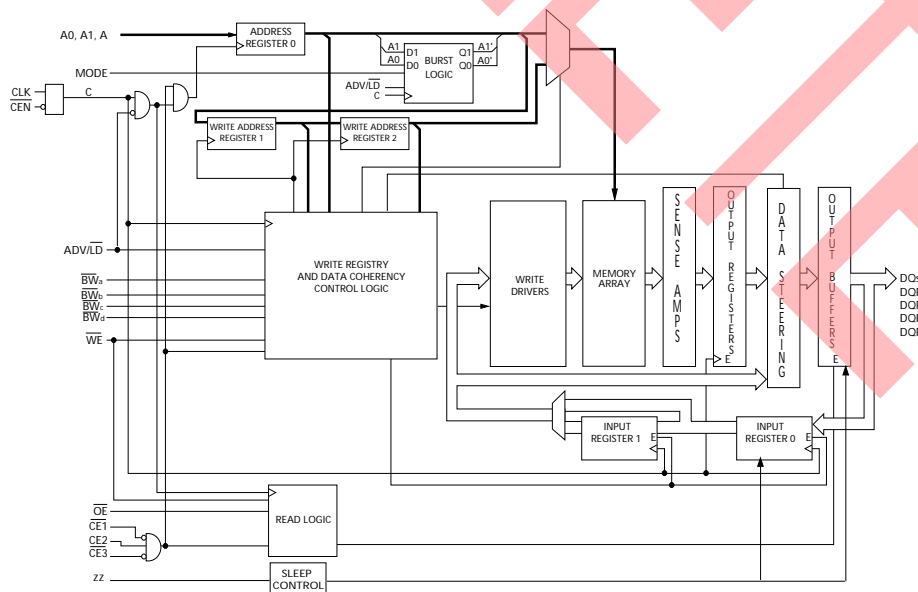 A0, A1, A
ADDRESS
REGISTER 0
A1
A0
D1
D0
BURST
LOGIC
Q1
Q0
A1'
A0'
MODE
ADV/LD
C
CLK
CEN
C
WRITE ADDRESS
REGISTER 1
WRITE ADDRESS
REGISTER 2
ADV/LD
BWa
BWb
BWc
BWd
WE
WRITE REGISTRY
AND DATA COHERENCY
CONTROL LOGIC
WRITE
DRIVERS
MEMORY
ARRAY
SENSE AMPS
OUTPUT REGISTERS
E
DATA STEERING
OUTPUT BUFFERS
E
DQs
INPUT
REGISTER 1
E
INPUT
REGISTER 0
E
OE
CE1
CE2
CE3
READ LOGIC
ZZ
SLEEP
CONTROL